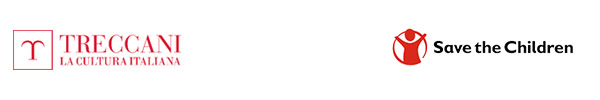 TRECCANI
LA CULTURA ITALIANA
Save the Children